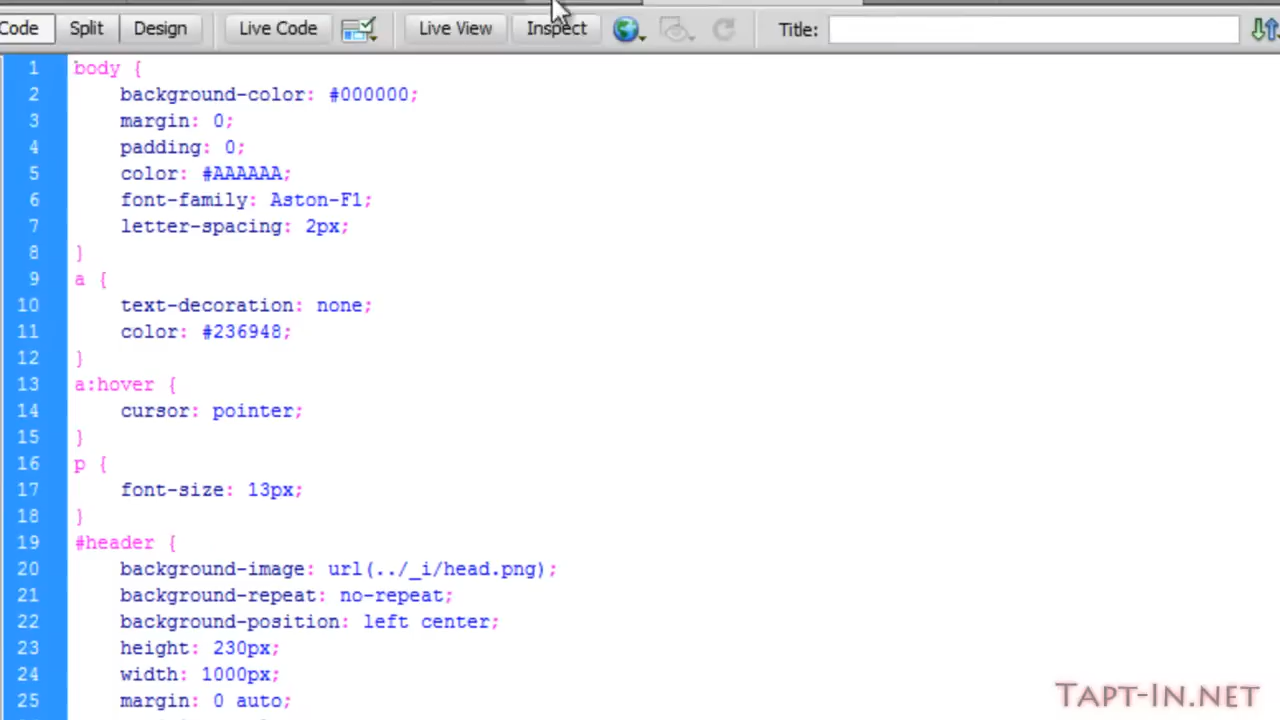 Code Split Design Live Code Live View Inspect Title:
1 body {
2 background-color: #000000;
3 margin: 0;
4 padding: 0;
5 color: #AAAAAA;
6 font-family: Aston-F1;
7 letter-spacing: 2px;
8 }
9 a {
10 text-decoration: none;
11 color: #236948;
12 }
13 a:hover {
14 cursor: pointer;
15 }
16 p {
17 font-size: 13px;
18 }
19 #header {
20 background-image: url(../_i/head.png);
21 background-repeat: no-repeat;
22 background-position: left center;
23 height: 230px;
24 width: 1000px;
25 margin: 0 auto;
Tapt-In.net